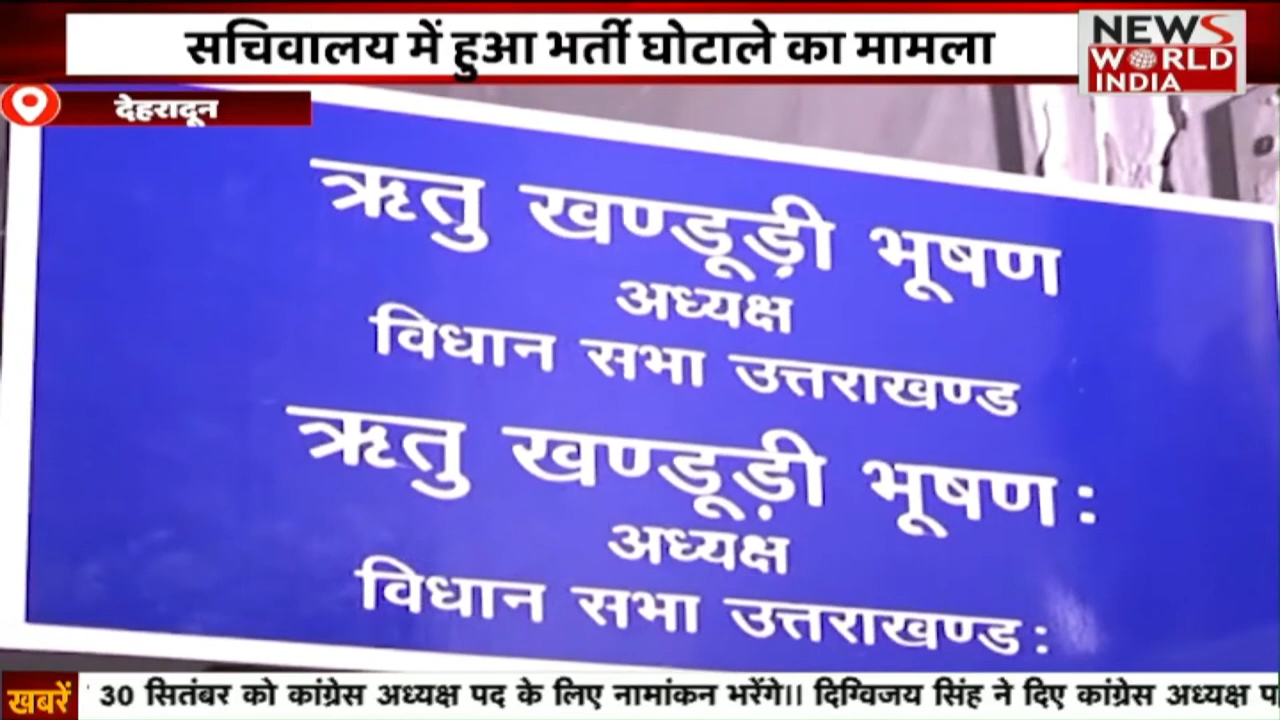 सचिवालय में हुआ भर्ती घोटाले का मामला
NEWS
WORLD
INDIA
देहरादून
ऋतु खण्डूड़ी भूषण
अध्यक्ष
विधान सभा उत्तराखण्ड
ऋतु खण्डूड़ी भूषण :
अध्यक्ष
विधान सभा उत्तराखण्ड :
खबरें
30 सितंबर को कांग्रेस अध्यक्ष पद के लिए नामांकन भरेंगे।। दिग्विजय सिंह ने दिए कांग्रेस अध्यक्ष